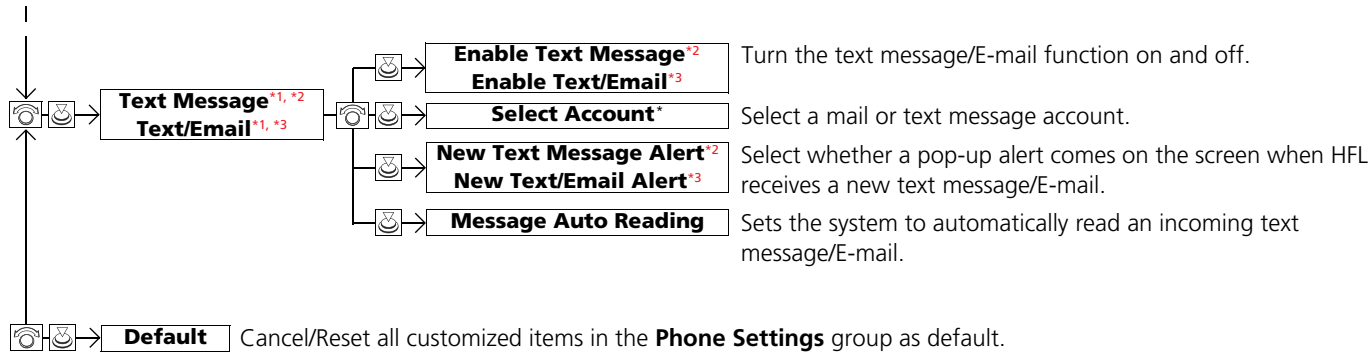 Text Message*1, *2
Text/Email*1, *3
Enable Text Message*2
Enable Text/Email*3
Turn the text message/E-mail function on and off.
Select Account*
Select a mail or text message account.
New Text Message Alert*2
New Text/Email Alert*3
Select whether a pop-up alert comes on the screen when HFL
receives a new text message/E-mail.
Message Auto Reading
Sets the system to automatically read an incoming text
message/E-mail.
Default Cancel/Reset all customized items in the Phone Settings group as default.